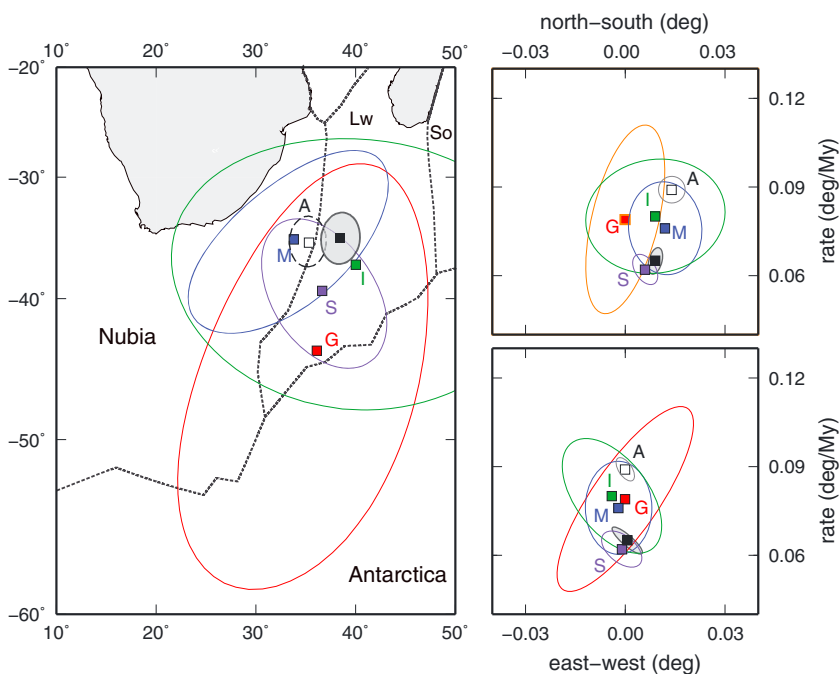 10˚ 20˚ 30˚ 40˚ 50˚
−20˚
−30˚
−40˚
−50˚
−60˚
10˚ 20˚ 30˚ 40˚ 50˚
Lw
So
A
M
I
S
G
Nubia
Antarctica
north−south (deg)
−0.03 0.00 0.03
0.12
0.09
0.06
rate (deg/My)
A
I
G
M
S
0.12
0.09
0.06
rate (deg/My)
A
I
G
M
S
−0.03 0.00 0.03
east−west (deg)